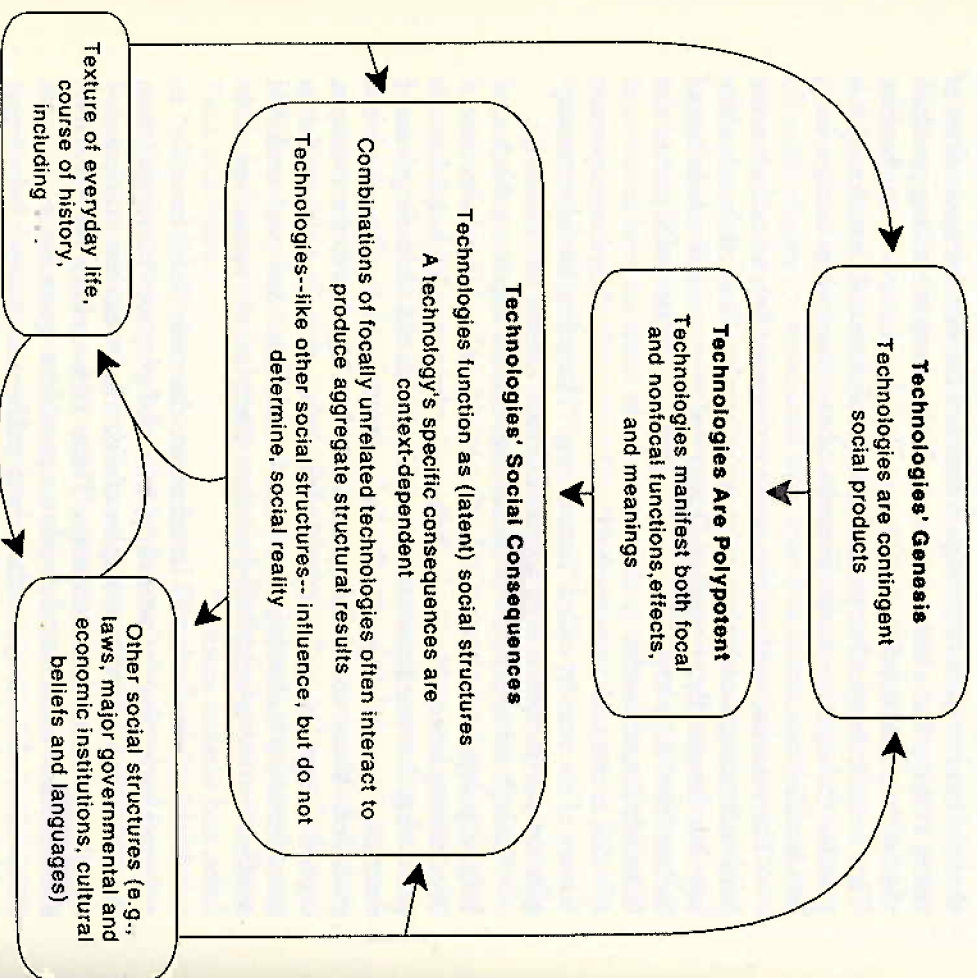 Technologies' Genesis
Technologies are contingent
social products
Technologies Are Polypotent
Technologies manifest both focal
and nonfocal functions,effects,
and meanings
Technologies' Social Consequences
Technologies function as (latent) social structures
A technology's specific consequences are
context-dependent
Combinations of focally unrelated technologies often interact to
produce aggregate structural results
Technologies--like other social structures-- influence, but do not
determine, social reality
Texture of everyday life,
course of history,
including . . .
Other social structures (e.g.,
laws, major governmental and
economic institutions, cultural
beliefs and languages)